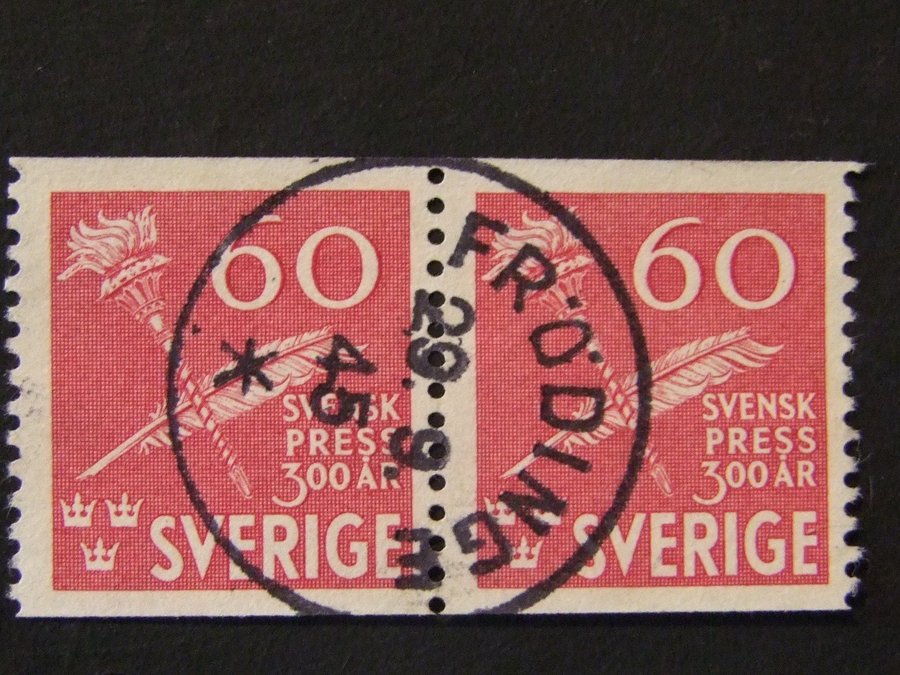 60
SVENSK
PRESS
300 ÅR
SVERIGE
60
SVENSK
PRESS
300 ÅR
SVERIGE
FRÖDINGE
29. 9.
45
*